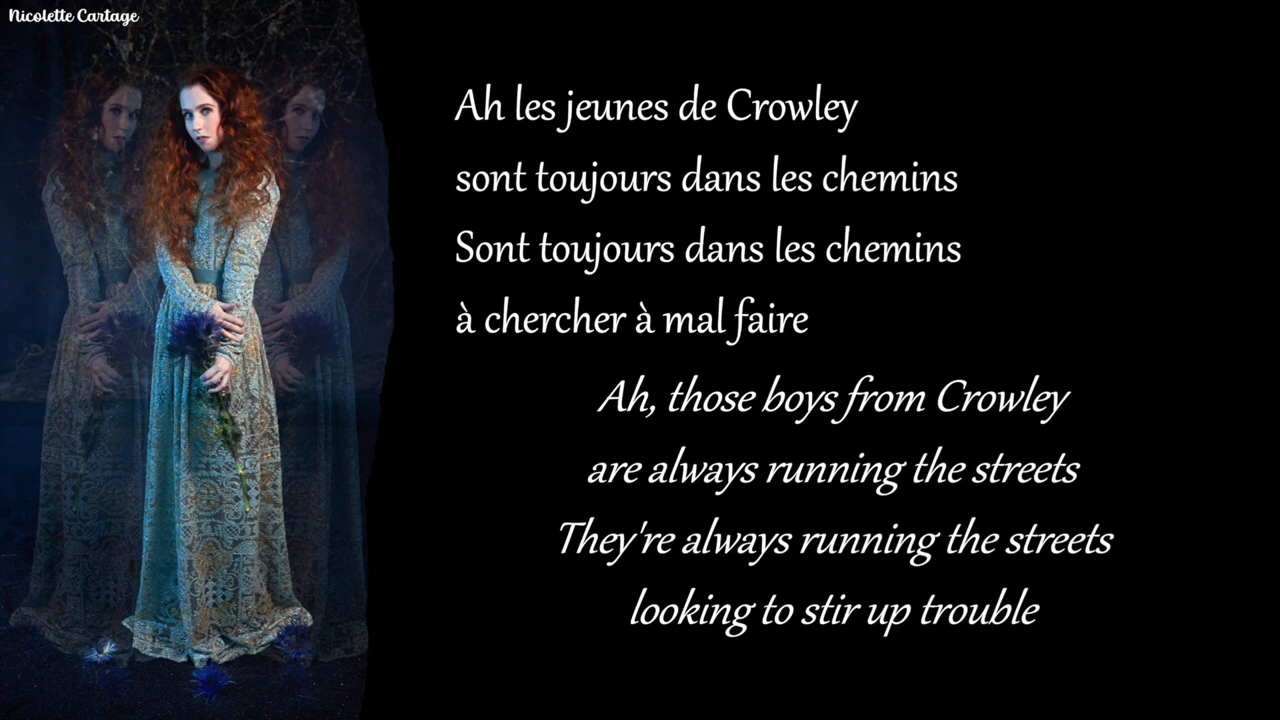 Nicolette Cartage
Ah les jeunes de Crowley
sont toujours dans les chemins
Sont toujours dans les chemins
à chercher à mal faire
Ah, those boys from Crowley
are always running the streets
They're always running the streets
looking to stir up trouble